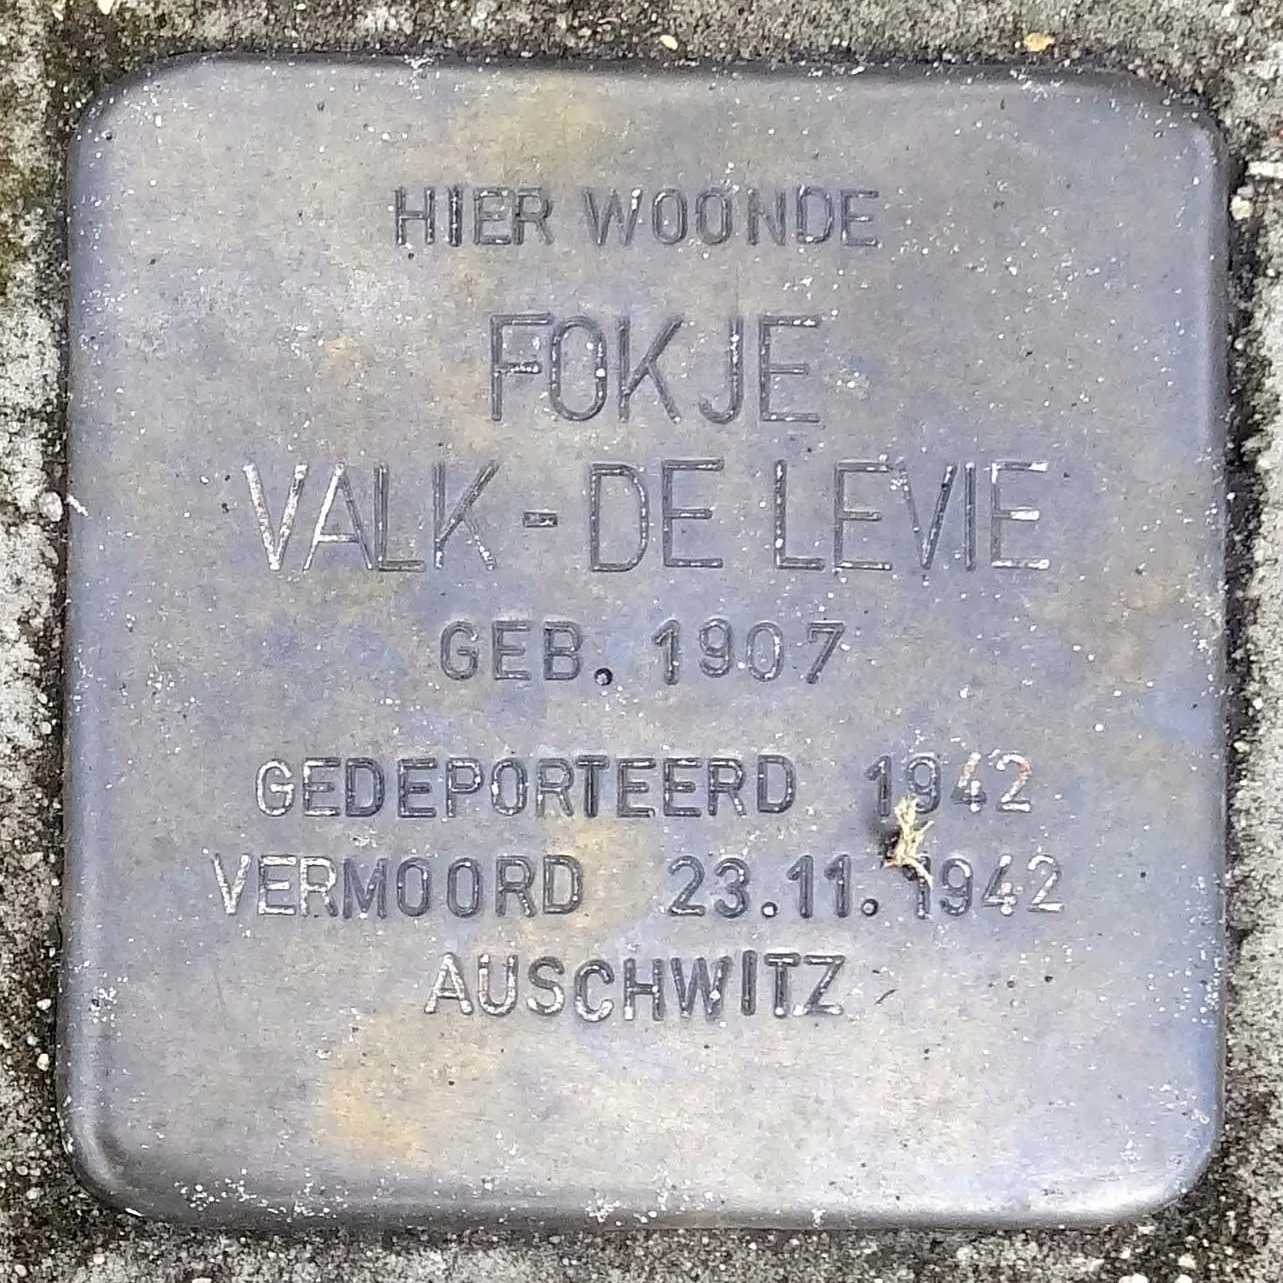 HIER WOONDE
FOKJE
VALK - DE LEVIE
GEB. 1907
GEDEPORTEERD 1942
VERMOORD 23.11.1942
AUSCHWITZ